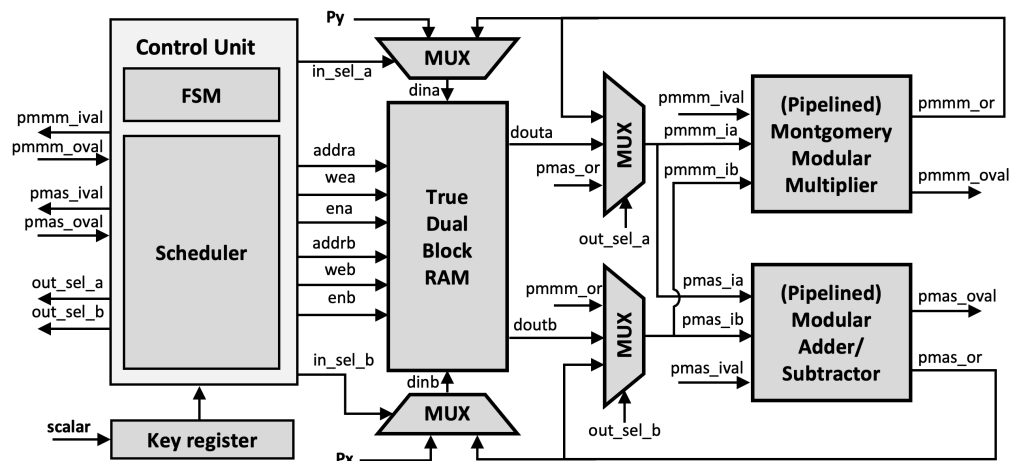 Py
Control Unit
in_sel_a
MUX
FSM
dina
pmmm_ival
pmmm_oval
pmas_ival
pmas_oval
out_sel_a
out_sel_b
Scheduler
addra
wea
ena
addrb
web
enb
in_sel_b
True
Dual
Block
RAM
douta
doutb
pmas_or
MUX
out_sel_a
pmmm_ival
pmmm_ia
pmmm_ib
(Pipelined)
Montgomery
Modular
Multiplier
pmmm_or
pmmm_oval
pmmm_or
MUX
out_sel_b
pmas_ia
pmas_ib
pmas_ival
(Pipelined)
Modular
Adder/
Subtractor
pmas_oval
pmas_or
dinb
MUX
scalar
Key register
Px